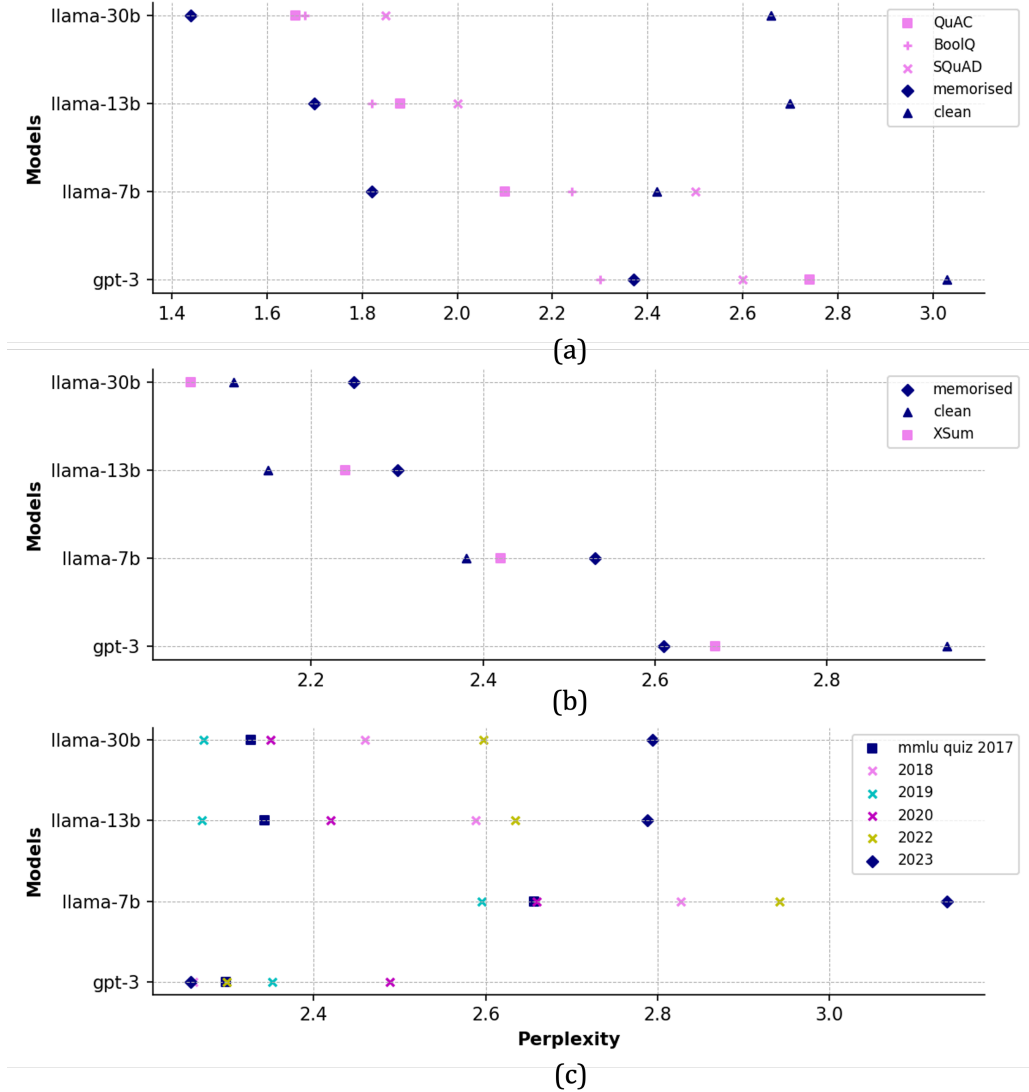 llama-30b
llama-13b
llama-7b
gpt-3
Models
QuAC
BoolQ
SQuAD
memorised
clean
1.4 1.6 1.8 2.0 2.2 2.4 2.6 2.8 3.0
(a)
llama-30b
llama-13b
llama-7b
gpt-3
Models
memorised
clean
XSum
2.2 2.4 2.6 2.8
(b)
llama-30b
llama-13b
llama-7b
gpt-3
Models
mmlu quiz 2017
2018
2019
2020
2022
2023
2.4 2.6 2.8 3.0
Perplexity
(c)